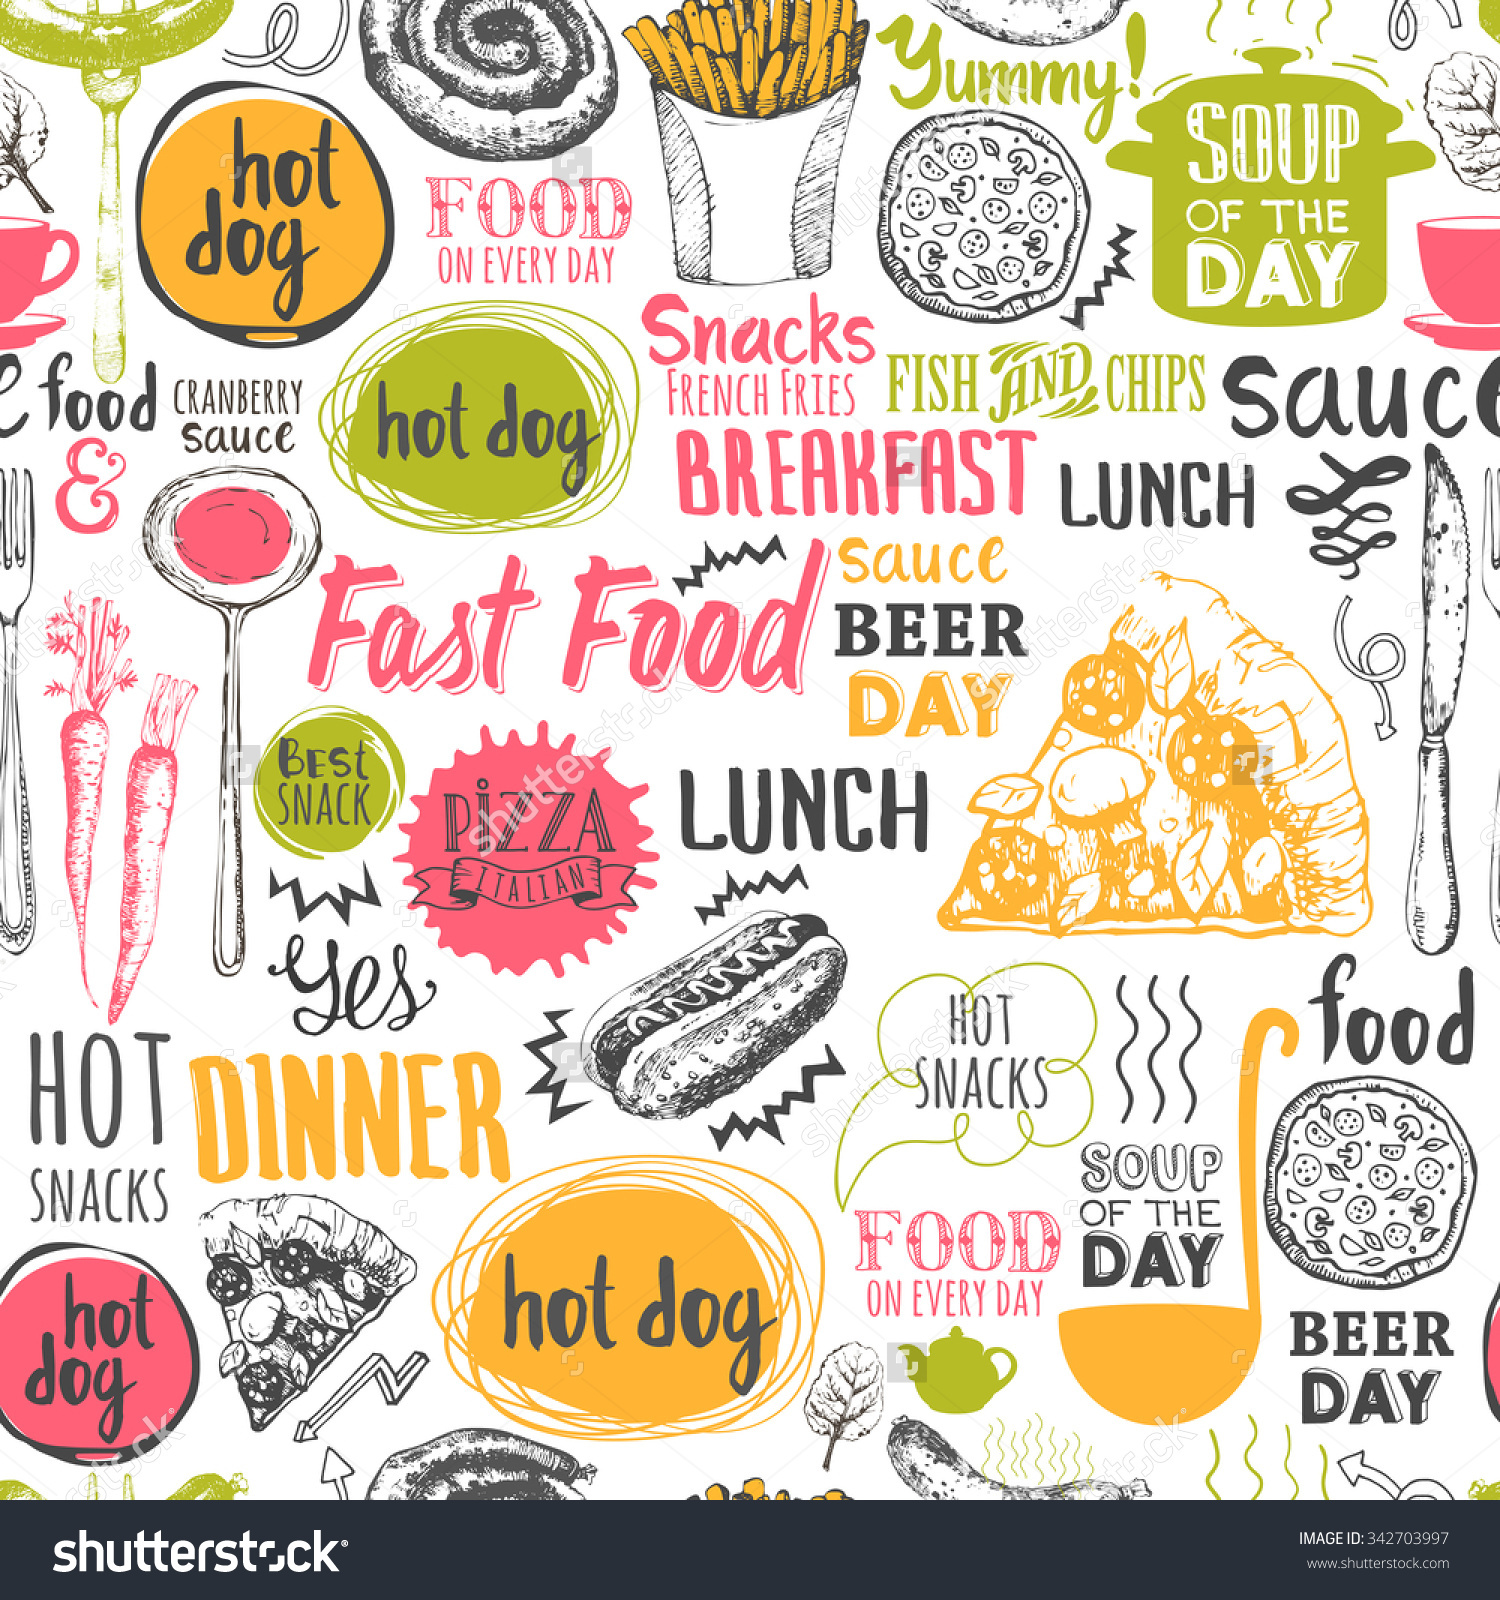 Yummy!
SOUP
OF THE
DAY
hot
dog
FOOD
ON EVERY DAY
Snacks
FRENCH FRIES
FISH AND CHIPS
sauce
food
&
CRANBERRY
sauce
hot dog
BREAKFAST
LUNCH
Fast Food
sauce
BEER
DAY
BEST
SNACK
PIZZA
ITALIAN
LUNCH
Yes
HOT
SNACKS
DINNER
HOT
SNACKS
food
SOUP
OF THE
DAY
FOOD
ON EVERY DAY
hot
dog
hot dog
BEER
DAY
shutterstock
IMAGE ID: 342703997
www.shutterstock.com